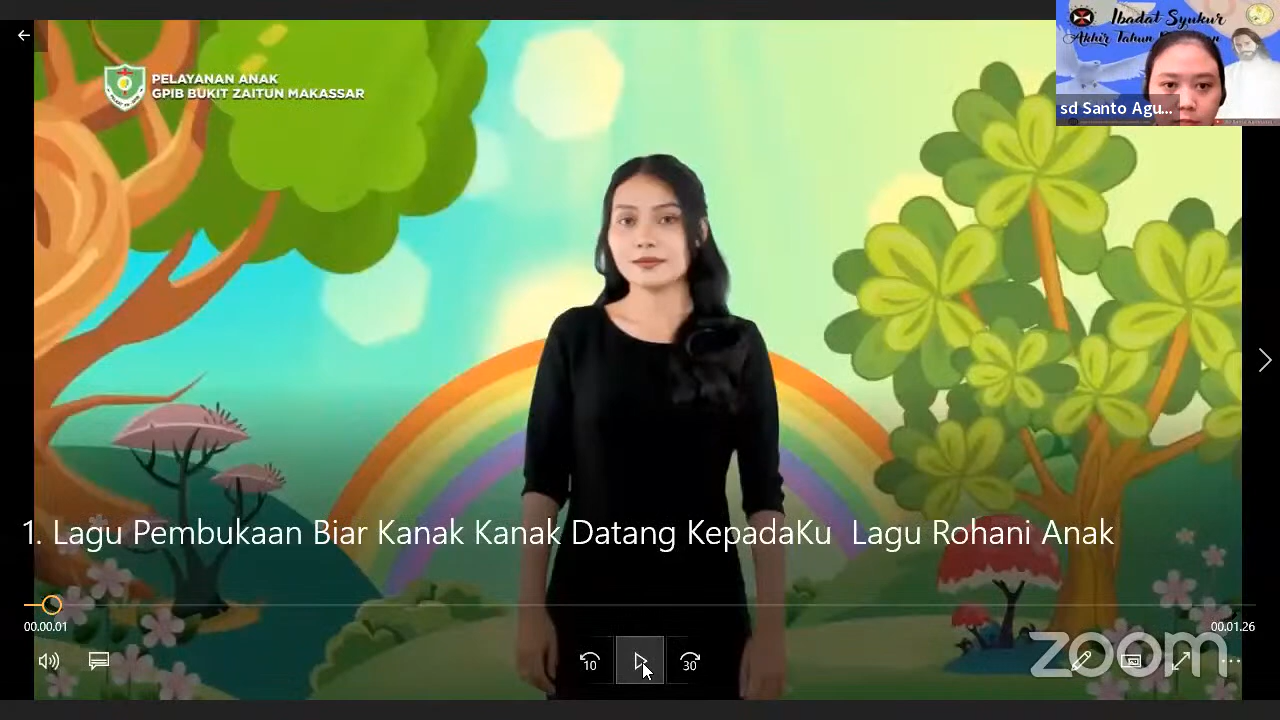 PELAYANAN ANAK
GPIB BUKIT ZAITUN MAKASSAR
Ibadat Syukur
Akhir Tahun
sd Santo Agu...
1. Lagu Pembukaan Biar Kanak Kanak Datang KepadaKu  Lagu Rohani Anak
00.00.01
00.01.26
10
30
zoom